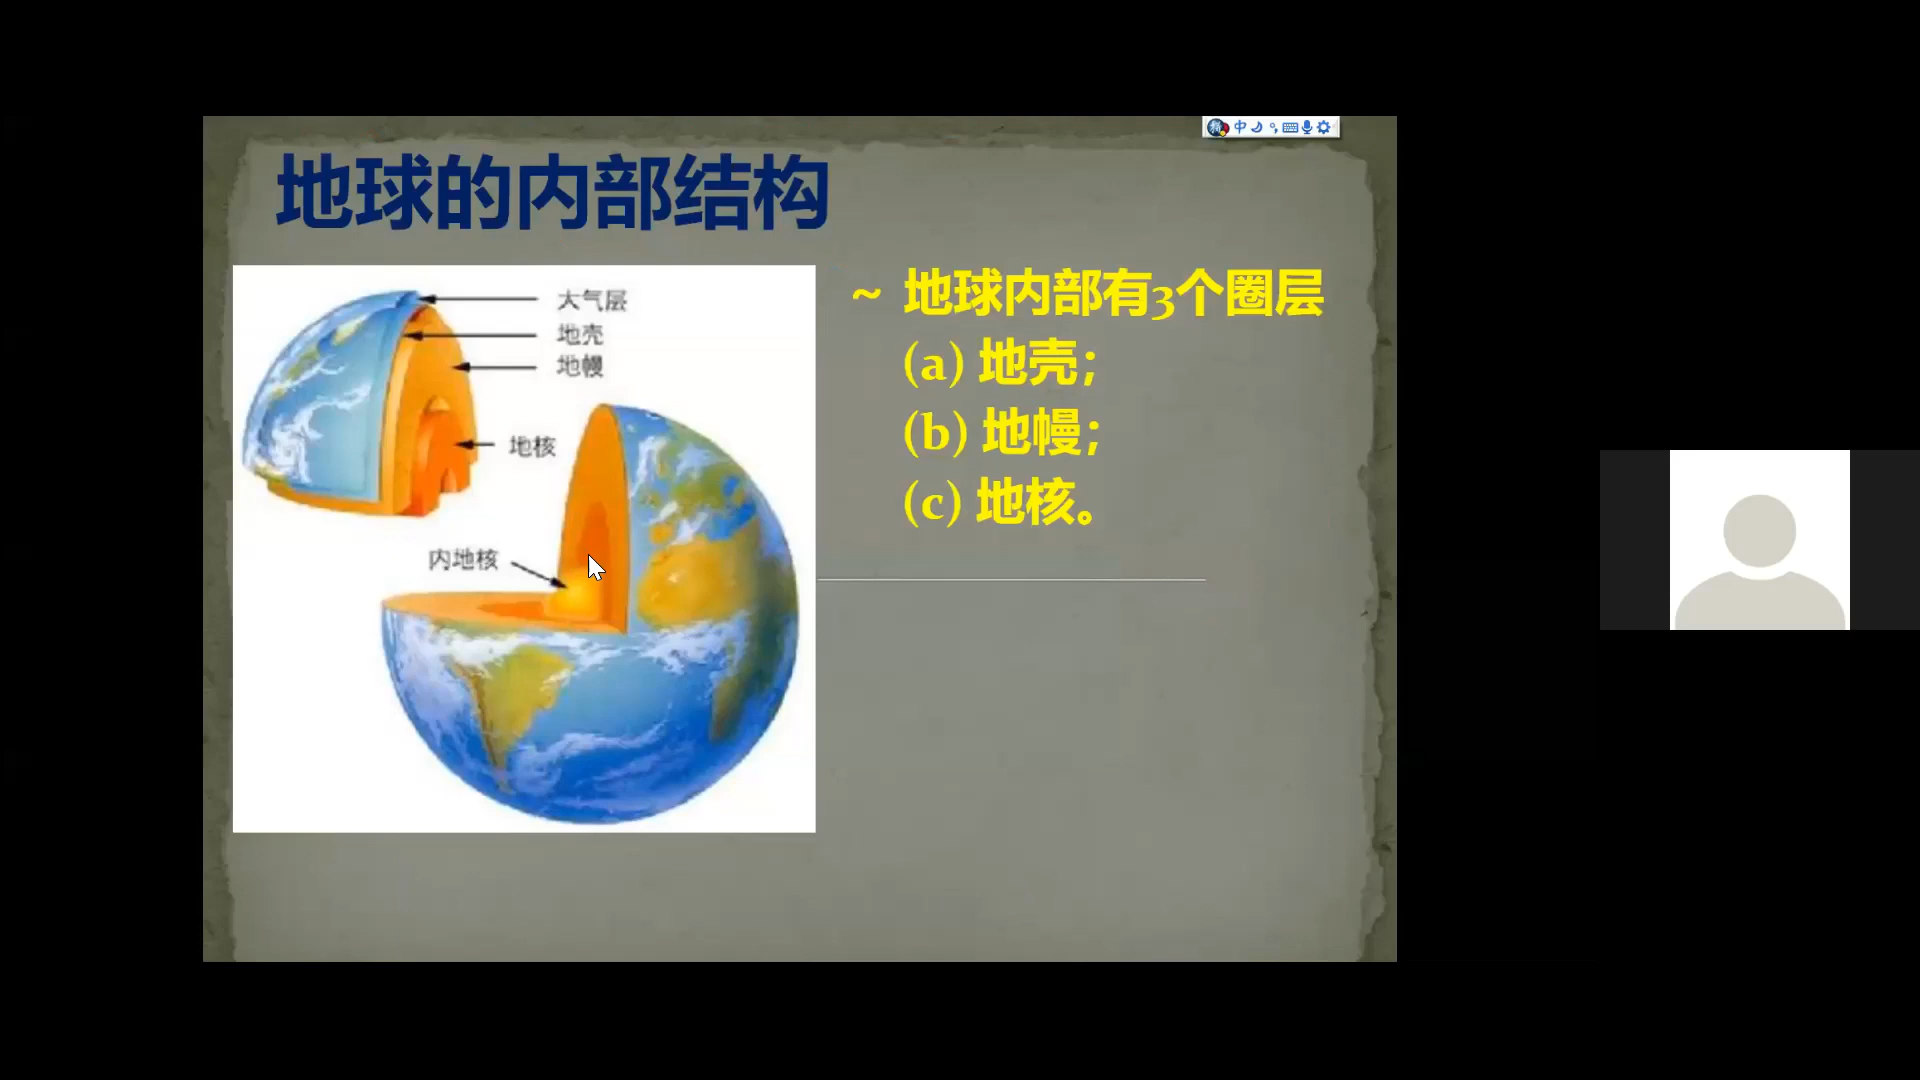 地球的内部结构
大气层
地壳
地幔
地核
内地核
~ 地球内部有3个圈层
(a) 地壳；
(b) 地幔；
(c) 地核。
中